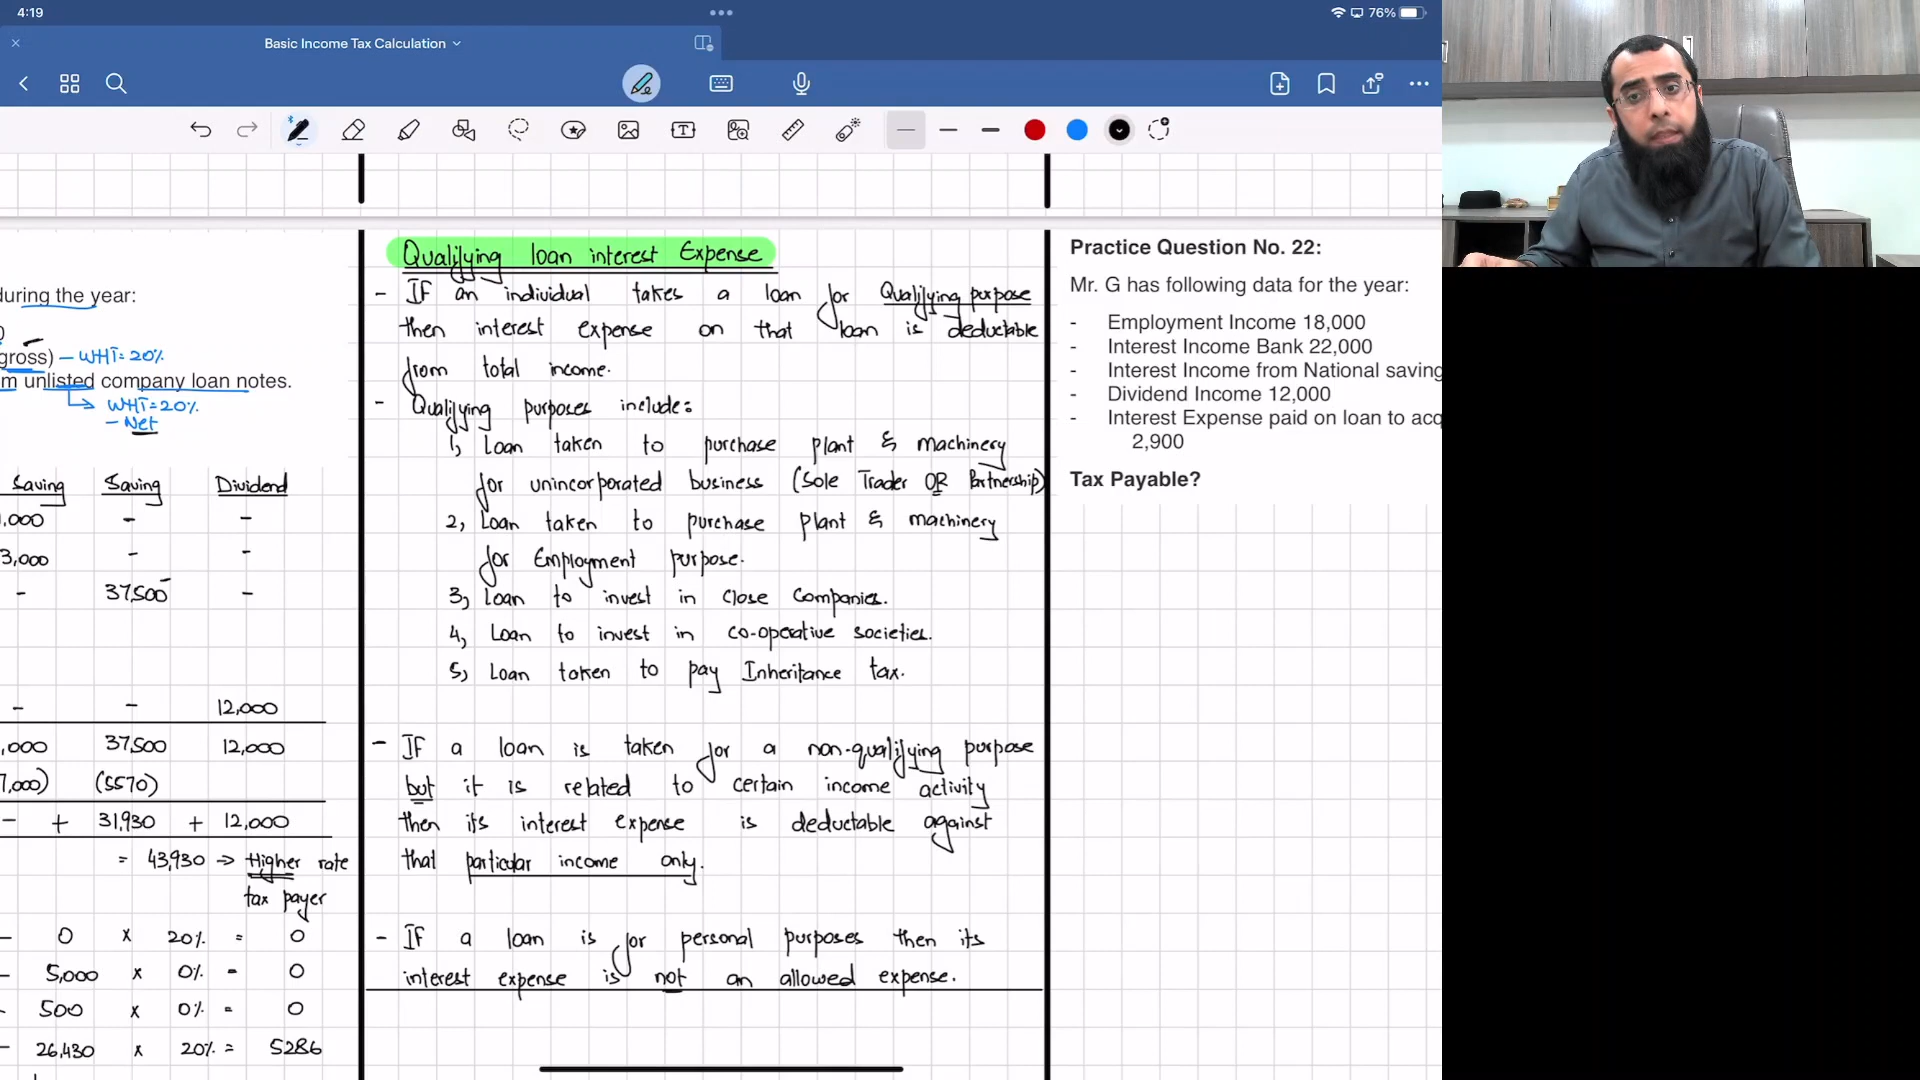 4:19
76%
Basic Income Tax Calculation
during the year:
0
gross) – WHT = 20%
m unlisted company loan notes.
WHT = 20%
- Net
Saving Saving Dividend
,000 - -
3,000 - -
- 37,500 -
- - 12,000
,000 37,500 12,000
7,000) (5570)
- + 31,930 + 12,000
= 43,930 → Higher rate
tax payer
0 x 20% = 0
5,000 x 0% = 0
500 x 0% = 0
26,430 x 20% = 5286
Qualifying loan interest Expense
- IF an individual takes a loan for Qualifying purpose
then interest expense on that loan is deductable
from total income.
- Qualifying purposes include:
1, Loan taken to purchase plant & machinery
for unincorporated business (Sole Trader OR Partnership)
2, Loan taken to purchase plant & machinery
for Employment purpose.
3, Loan to invest in close companies.
4, Loan to invest in co-operative societies.
5, Loan taken to pay Inheritance tax.
- IF a loan is taken for a non-qualifying purpose
but it is related to certain income activity
then its interest expense is deductable against
that particular income only.
- IF a loan is for personal purposes then its
interest expense is not an allowed expense.
Practice Question No. 22:
Mr. G has following data for the year:
- Employment Income 18,000
- Interest Income Bank 22,000
- Interest Income from National saving
- Dividend Income 12,000
- Interest Expense paid on loan to acq
2,900
Tax Payable?